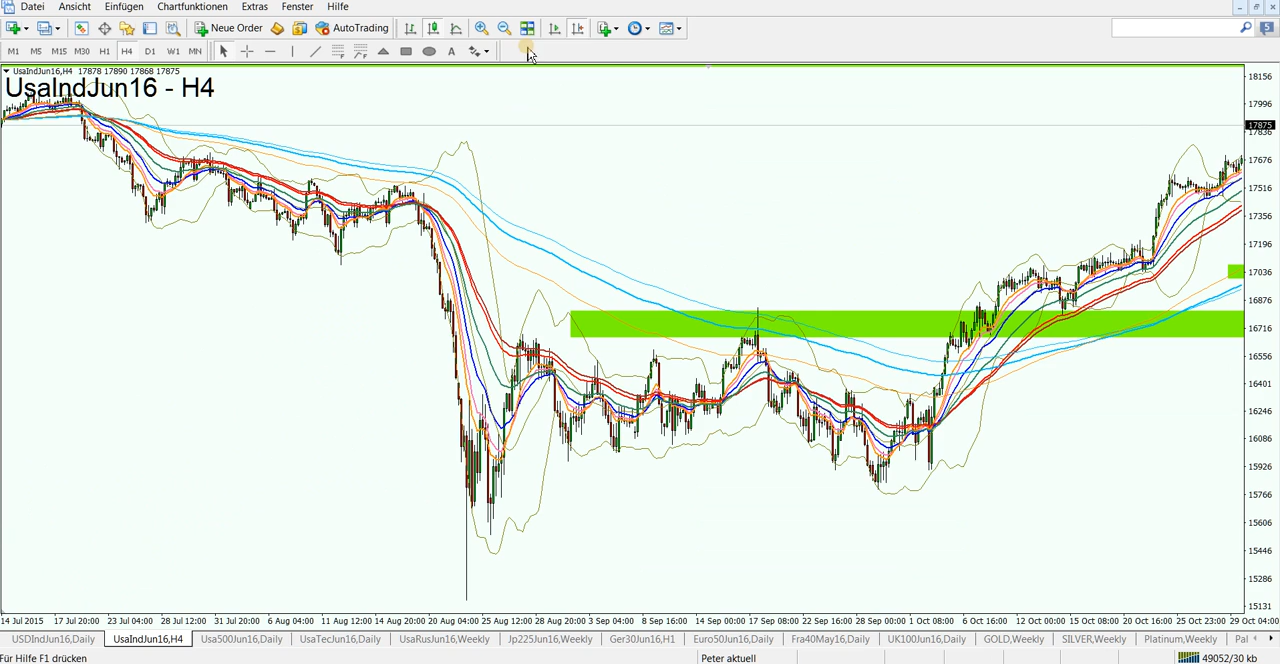 Datei Ansicht Einfügen Chartfunktionen Extras Fenster Hilfe
Neue Order AutoTrading 5
M1 M5 M15 M30 H1 H4 D1 W1 MN A
UsaIndJun16,H4 17878 17890 17868 17875
UsaIndJun16 - H4
18156
17996
17875
17836
17676
17516
17356
17196
17036
16876
16716
16556
16401
16246
16086
15926
15766
15606
15446
15286
15131
14 Jul 2015 17 Jul 20:00 23 Jul 04:00 28 Jul 12:00 31 Jul 20:00 6 Aug 04:00 11 Aug 12:00 14 Aug 20:00 20 Aug 04:00 25 Aug 12:00 28 Aug 20:00 3 Sep 04:00 8 Sep 16:00 14 Sep 00:00 17 Sep 08:00 22 Sep 16:00 28 Sep 00:00 1 Oct 08:00 6 Oct 16:00 12 Oct 00:00 15 Oct 08:00 20 Oct 16:00 25 Oct 23:00 29 Oct 04:00
USDIndJun16,Daily UsaIndJun16,H4 Usa500Jun16,Daily UsaTecJun16,Daily UsaRusJun16,Weekly Jp225Jun16,Weekly Ger30Jun16,H1 Euro50Jun16,Daily Fra40May16,Daily UK100Jun16,Daily GOLD,Weekly SILVER,Weekly Platinum,Weekly Pal
Für Hilfe F1 drücken Peter aktuell 49052/30 kb